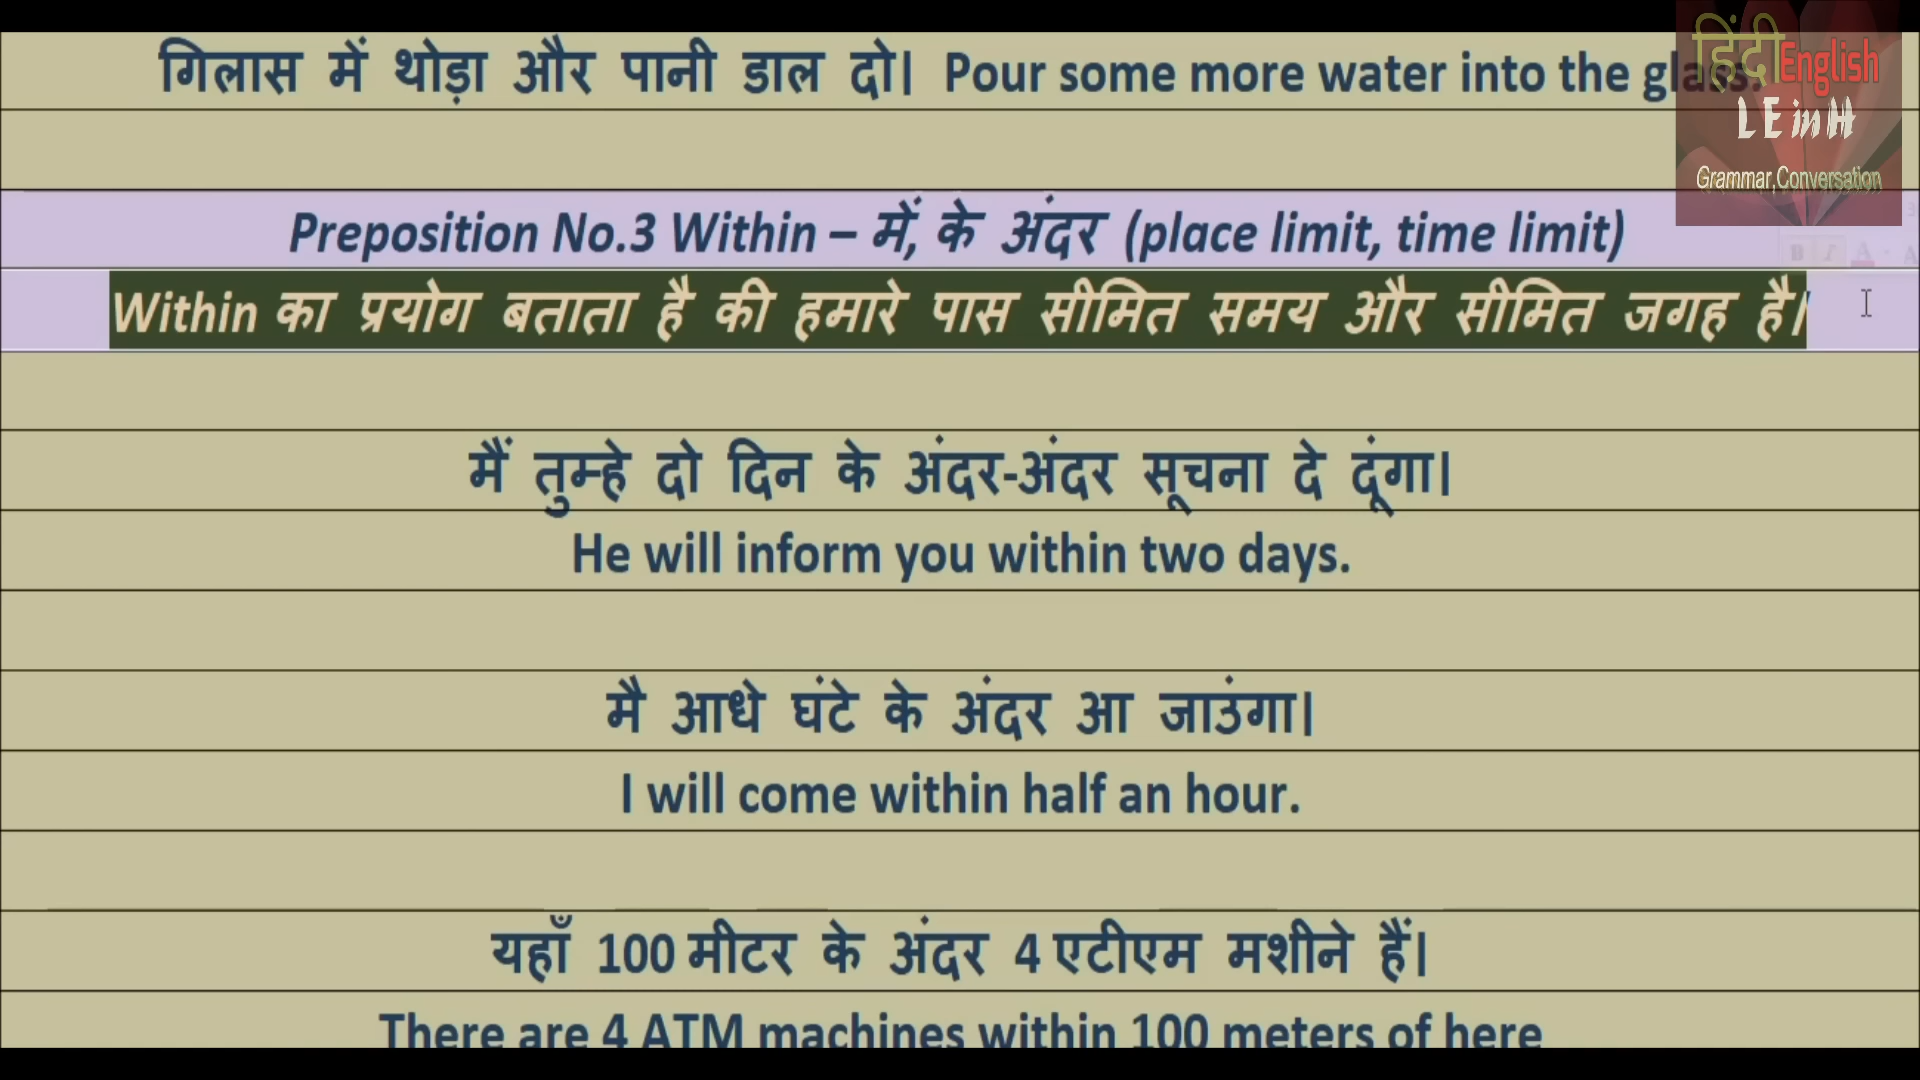 गिलास में थोड़ा और पानी डाल दो। Pour some more water into the glass.
हिंदी English
L E in H
Grammar,Conversation
Preposition No.3 Within – में, के अंदर (place limit, time limit)
Within का प्रयोग बताता है की हमारे पास सीमित समय और सीमित जगह है।
मैं तुम्हे दो दिन के अंदर-अंदर सूचना दे दूंगा।
He will inform you within two days.
मै आधे घंटे के अंदर आ जाउंगा।
I will come within half an hour.
यहाँ 100 मीटर के अंदर 4 एटीएम मशीने हैं।
There are 4 ATM machines within 100 meters of here